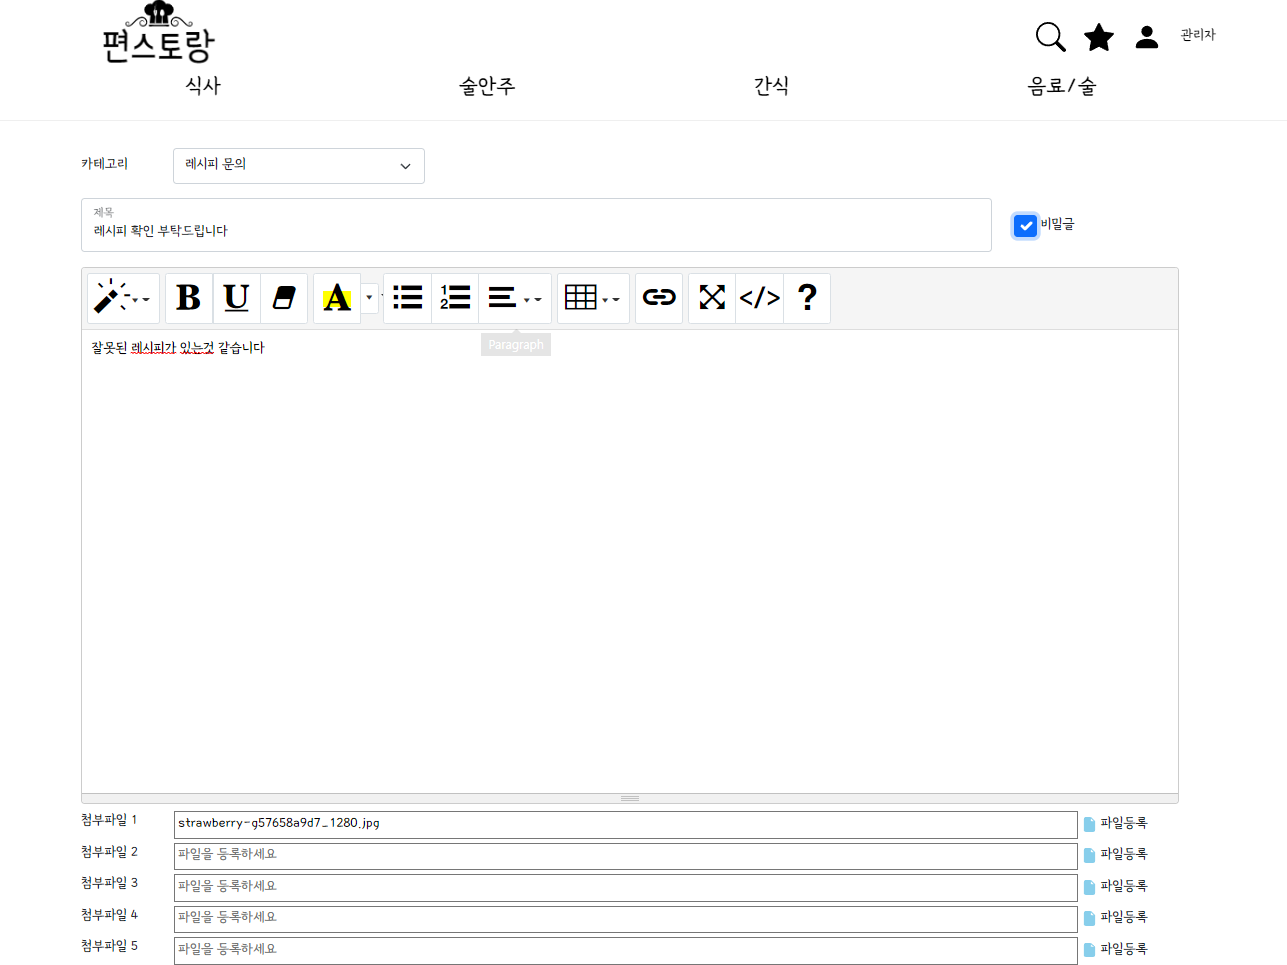 편스토랑
관리자
식사 술안주 간식 음료/술
카테고리 레시피 문의
제목
레시피 확인 부탁드립니다
비밀글
B U A 1 2 </> ?
Paragraph
잘못된 레시피가 있는것 같습니다
첨부파일 1 strawberry-g57658a9d7_1280.jpg 파일등록
첨부파일 2 파일을 등록하세요 파일등록
첨부파일 3 파일을 등록하세요 파일등록
첨부파일 4 파일을 등록하세요 파일등록
첨부파일 5 파일을 등록하세요 파일등록